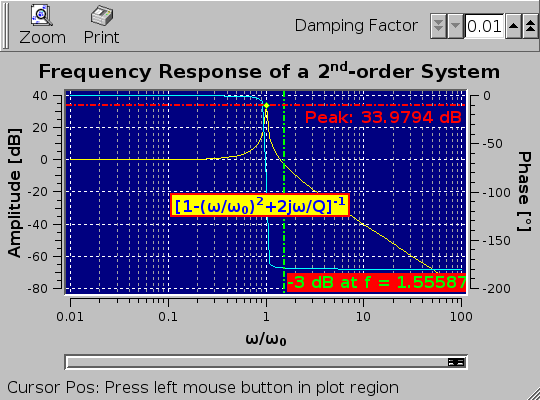 Zoom
Print
Damping Factor
0.01
Frequency Response of a 2nd-order System
40
20
0
-20
-40
-60
-80
Amplitude [dB]
0
-50
-100
-150
-200
Phase [°]
Peak: 33.9794 dB
[1-(ω/ω₀)²+2jω/Q]⁻¹
-3 dB at f = 1.55587
0.01
0.1
1
10
100
ω/ω₀
Cursor Pos: Press left mouse button in plot region